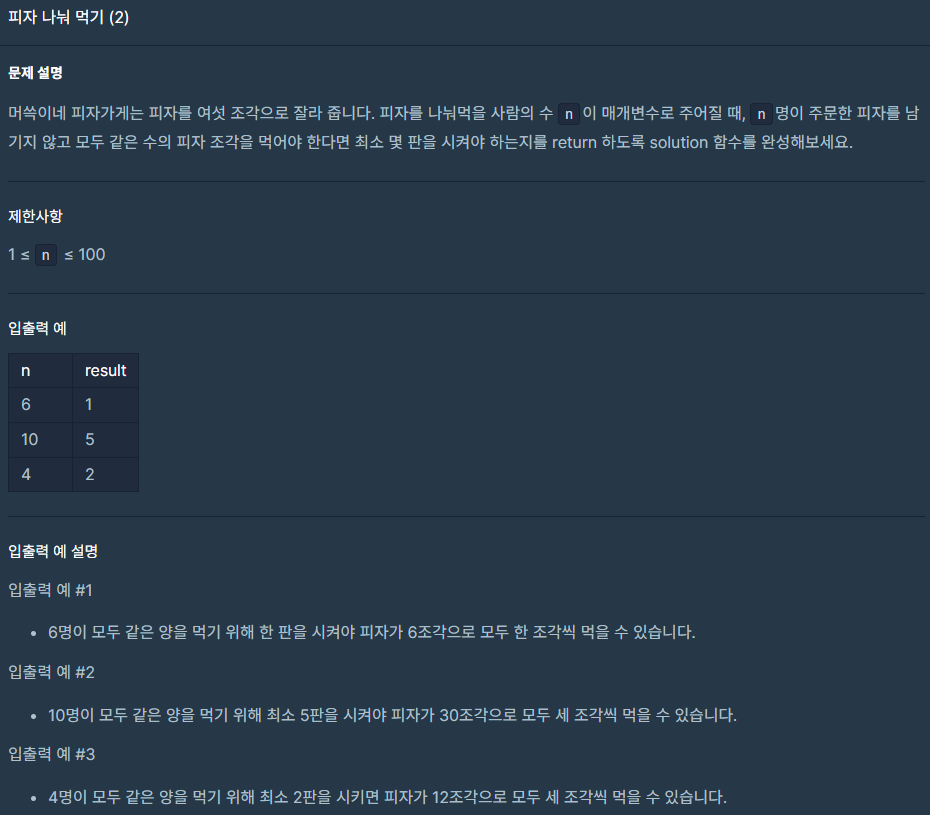 피자 나눠 먹기 (2)
문제 설명
머쓱이네 피자가게는 피자를 여섯 조각으로 잘라 줍니다. 피자를 나눠먹을 사람의 수 n이 매개변수로 주어질 때, n명이 주문한 피자를 남
기지 않고 모두 같은 수의 피자 조각을 먹어야 한다면 최소 몇 판을 시켜야 하는지를 return 하도록 solution 함수를 완성해보세요.
제한사항
1 ≤ n ≤ 100
입출력 예
n result
6 1
10 5
4 2
입출력 예 설명
입출력 예 #1
• 6명이 모두 같은 양을 먹기 위해 한 판을 시켜야 피자가 6조각으로 모두 한 조각씩 먹을 수 있습니다.
입출력 예 #2
• 10명이 모두 같은 양을 먹기 위해 최소 5판을 시켜야 피자가 30조각으로 모두 세 조각씩 먹을 수 있습니다.
입출력 예 #3
• 4명이 모두 같은 양을 먹기 위해 최소 2판을 시키면 피자가 12조각으로 모두 세 조각씩 먹을 수 있습니다.